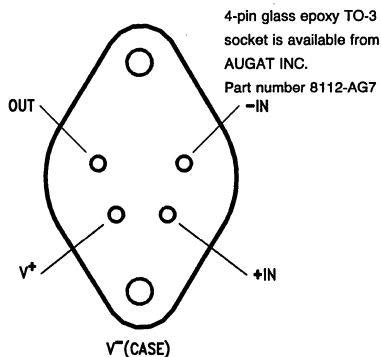 4-pin glass epoxy TO-3
socket is available from
AUGAT INC.
Part number 8112-AG7
OUT
-IN
V+
+IN
V-(CASE)